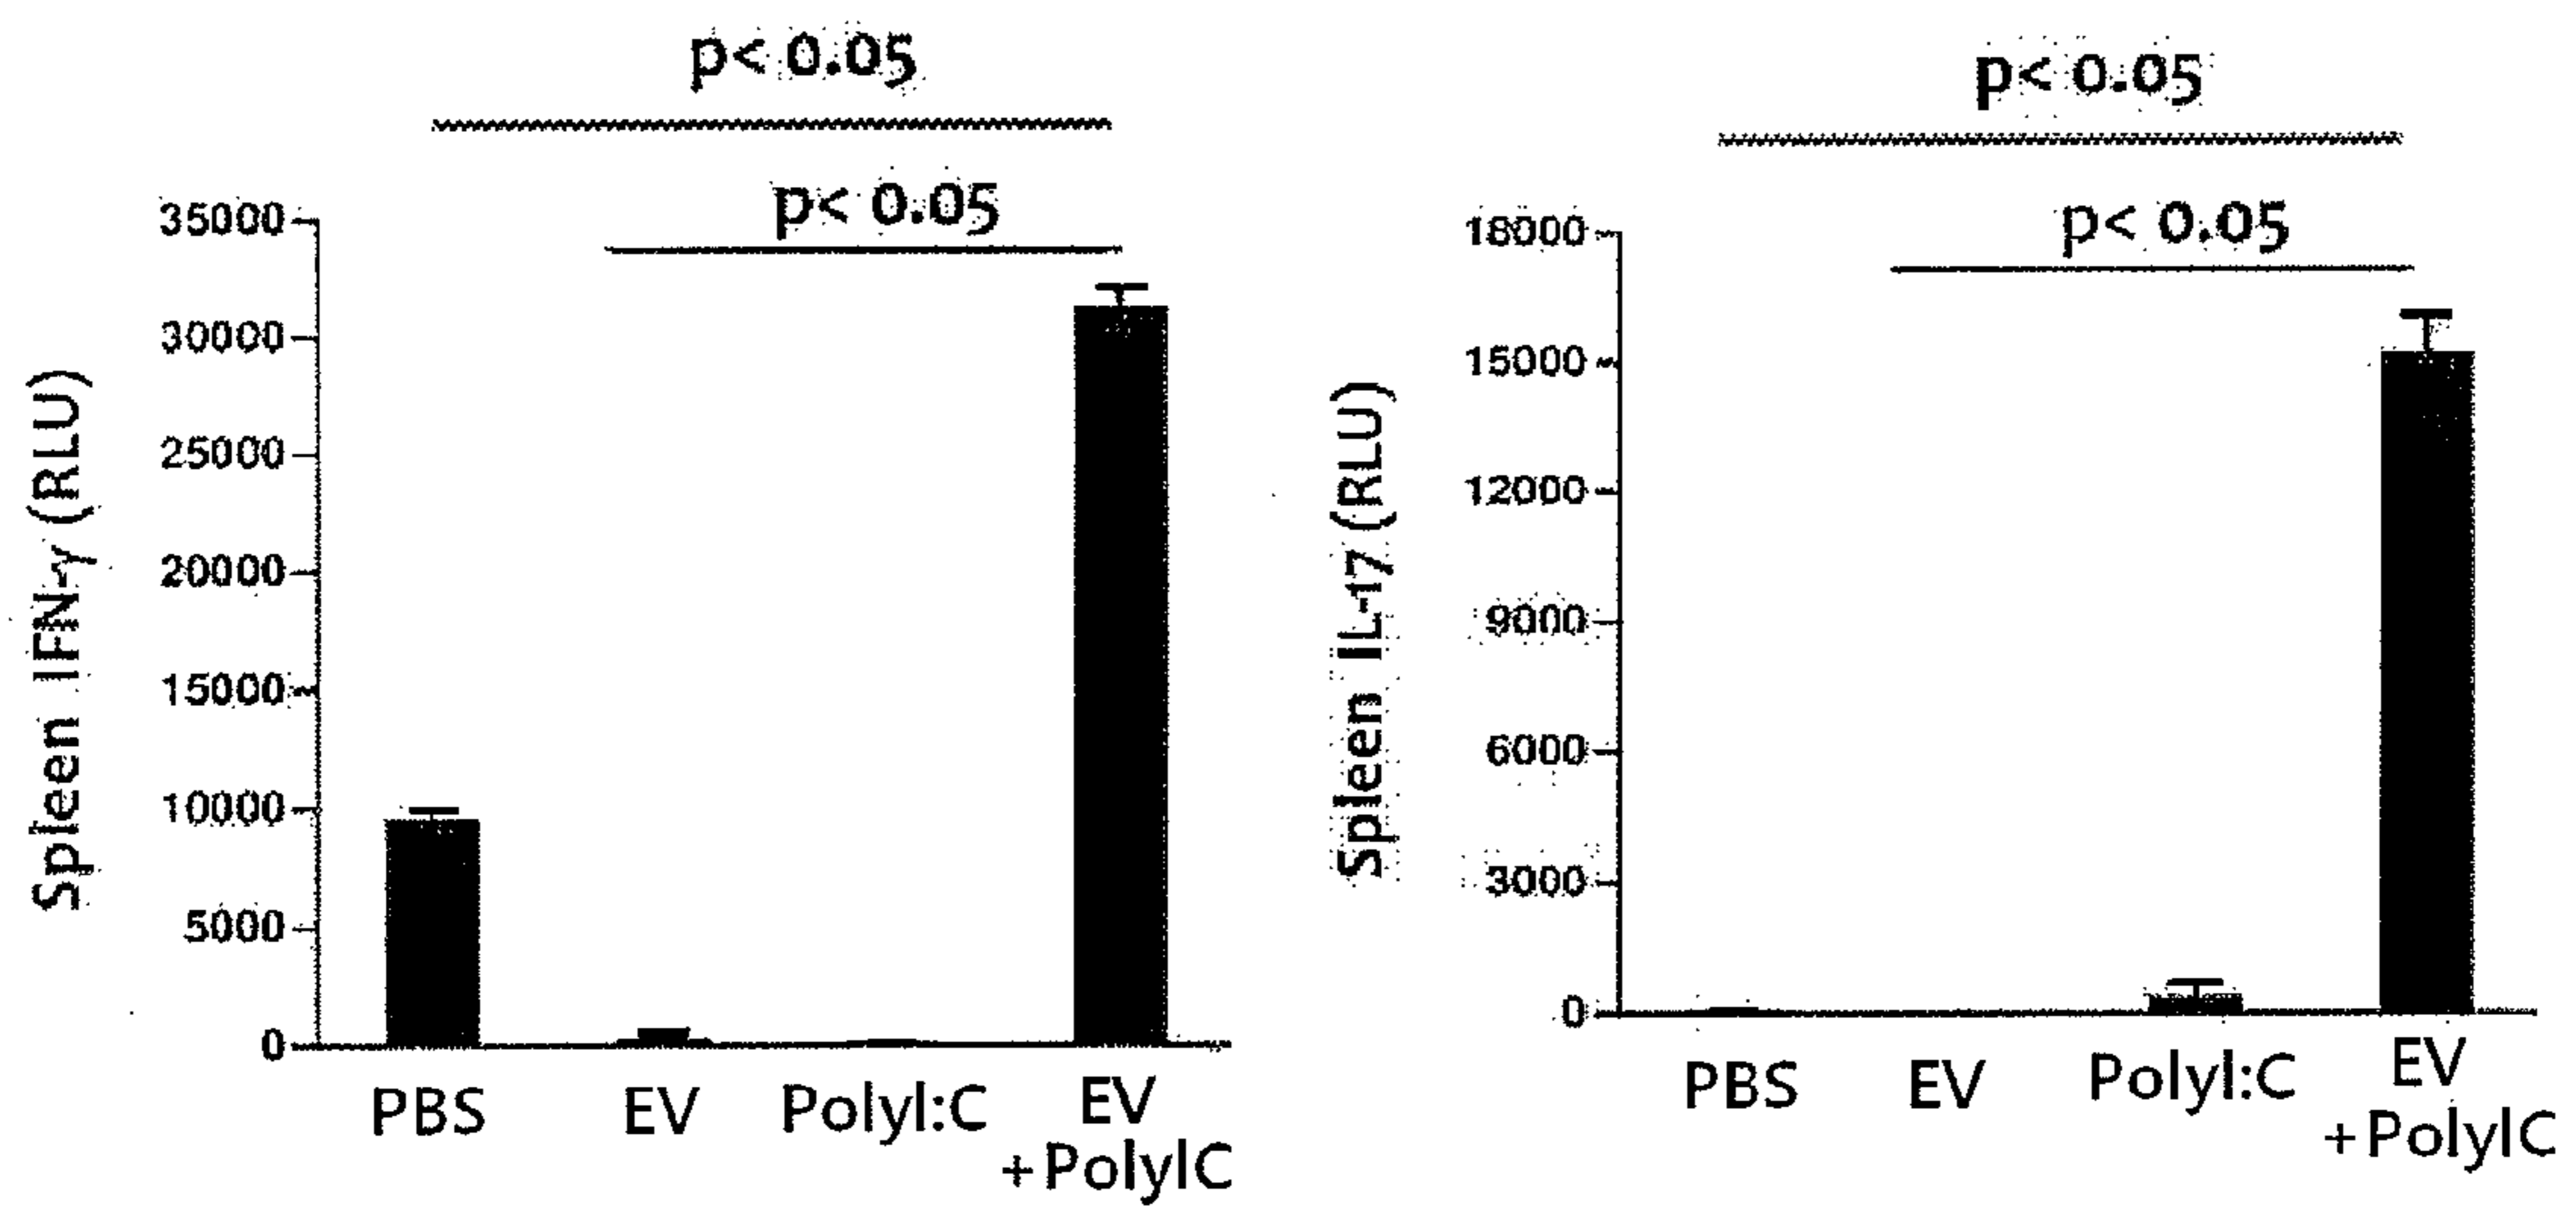 p< 0.05
p< 0.05
35000
30000
25000
20000
15000
10000
5000
0
Spleen IFN-γ (RLU)
PBS
EV
PolyI:C
EV
+PolyIC
p< 0.05
p< 0.05
18000
15000
12000
9000
6000
3000
0
Spleen IL-17 (RLU)
PBS
EV
PolyI:C
EV
+PolyIC